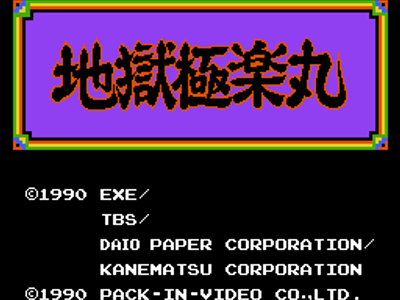 地獄極楽丸
©1990 EXE/
TBS/
DAIO PAPER CORPORATION/
KANEMATSU CORPORATION
©1990 PACK-IN-VIDEO CO.,LTD.